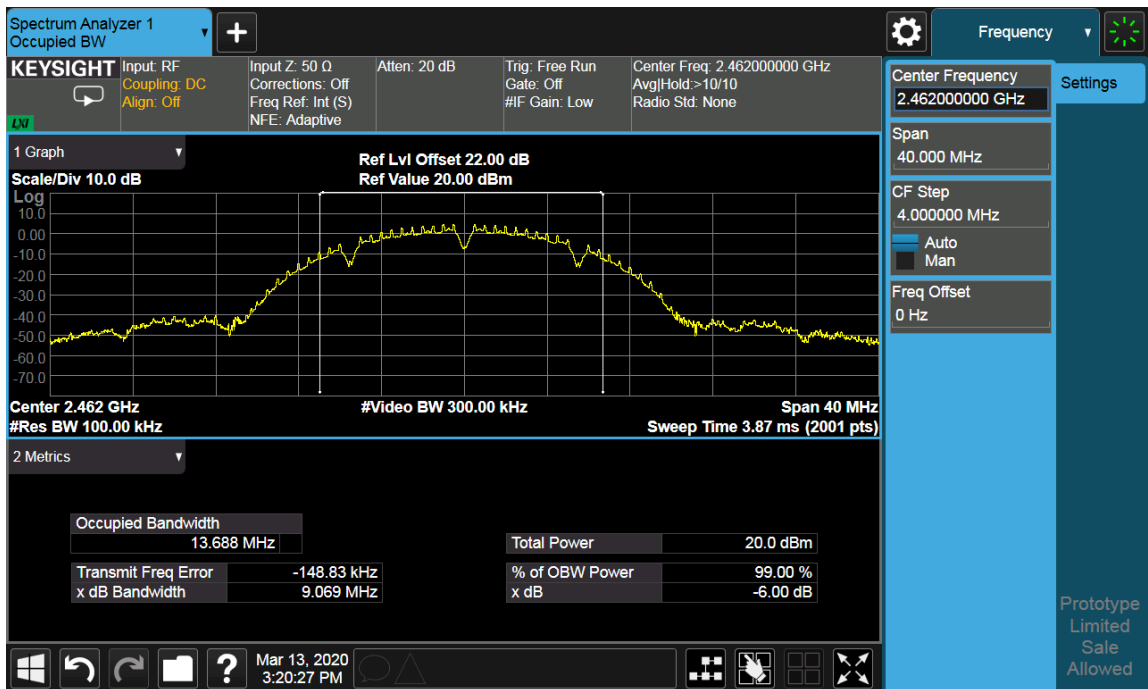 Spectrum Analyzer 1
Occupied BW
+
Frequency
KEYSIGHT
LXI
Input: RF
Coupling: DC
Align: Off
Input Z: 50 Ω
Corrections: Off
Freq Ref: Int (S)
NFE: Adaptive
Atten: 20 dB
Trig: Free Run
Gate: Off
#IF Gain: Low
Center Freq: 2.462000000 GHz
Avg|Hold:>10/10
Radio Std: None
Center Frequency
2.462000000 GHz
Settings
Span
40.000 MHz
CF Step
4.000000 MHz
Auto
Man
Freq Offset
0 Hz
1 Graph
Scale/Div 10.0 dB
Ref Lvl Offset 22.00 dB
Ref Value 20.00 dBm
Log
10.0
0.00
-10.0
-20.0
-30.0
-40.0
-50.0
-60.0
-70.0
Center 2.462 GHz
#Video BW 300.00 kHz
Span 40 MHz
#Res BW 100.00 kHz
Sweep Time 3.87 ms (2001 pts)
2 Metrics
Occupied Bandwidth
13.688 MHz
Total Power 20.0 dBm
Transmit Freq Error -148.83 kHz
% of OBW Power 99.00 %
x dB Bandwidth 9.069 MHz
x dB -6.00 dB
Prototype
Limited
Sale
Allowed
?
Mar 13, 2020
3:20:27 PM